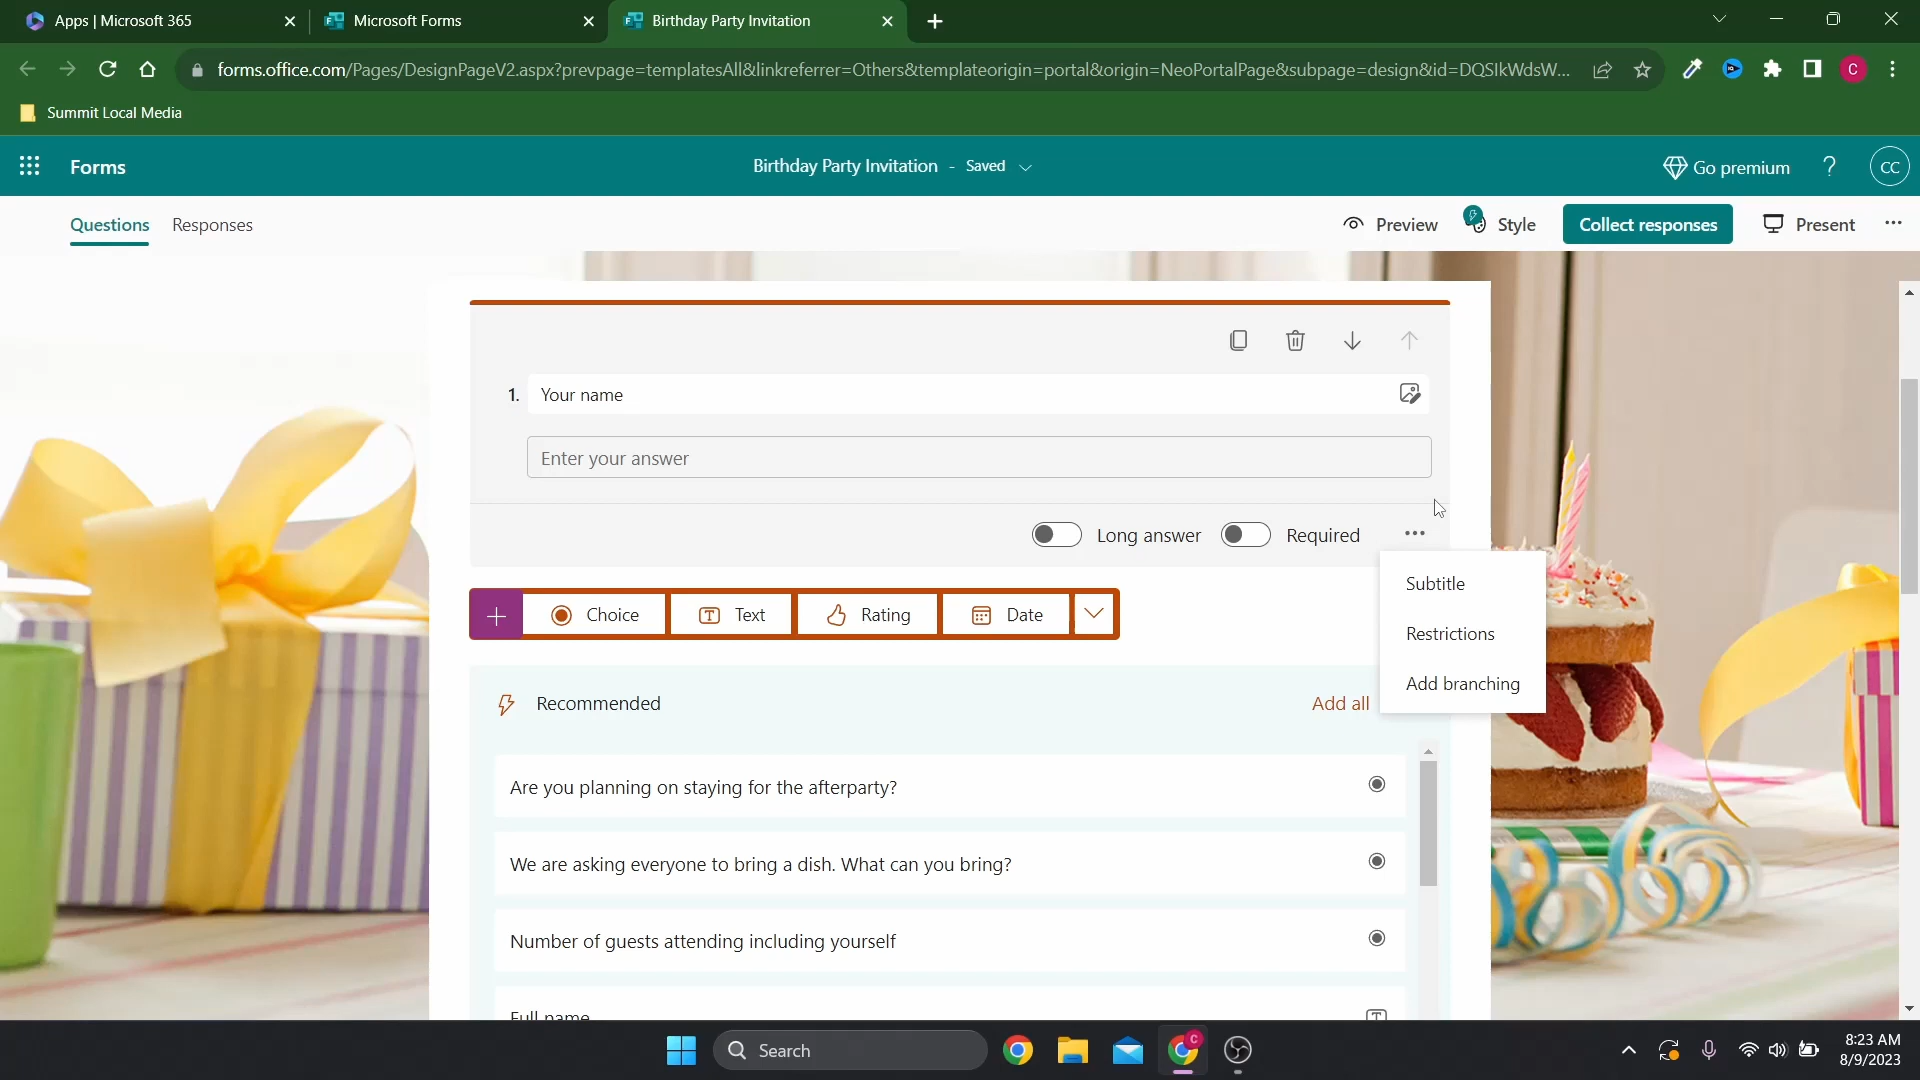 Apps | Microsoft 365
Microsoft Forms
Birthday Party Invitation
forms.office.com/Pages/DesignPageV2.aspx?prevpage=templatesAll&linkreferrer=Others&templateorigin=portal&origin=NeoPortalPage&subpage=design&id=DQSIkWdsW...
C
Summit Local Media
Forms
Birthday Party Invitation - Saved
Go premium
?
CC
Questions
Responses
Preview
Style
Collect responses
Present
1. Your name
Enter your answer
Long answer
Required
Subtitle
Restrictions
Add branching
Choice
Text
Rating
Date
Recommended
Add all
Are you planning on staying for the afterparty?
We are asking everyone to bring a dish. What can you bring?
Number of guests attending including yourself
Full name
Search
C
8:23 AM
8/9/2023